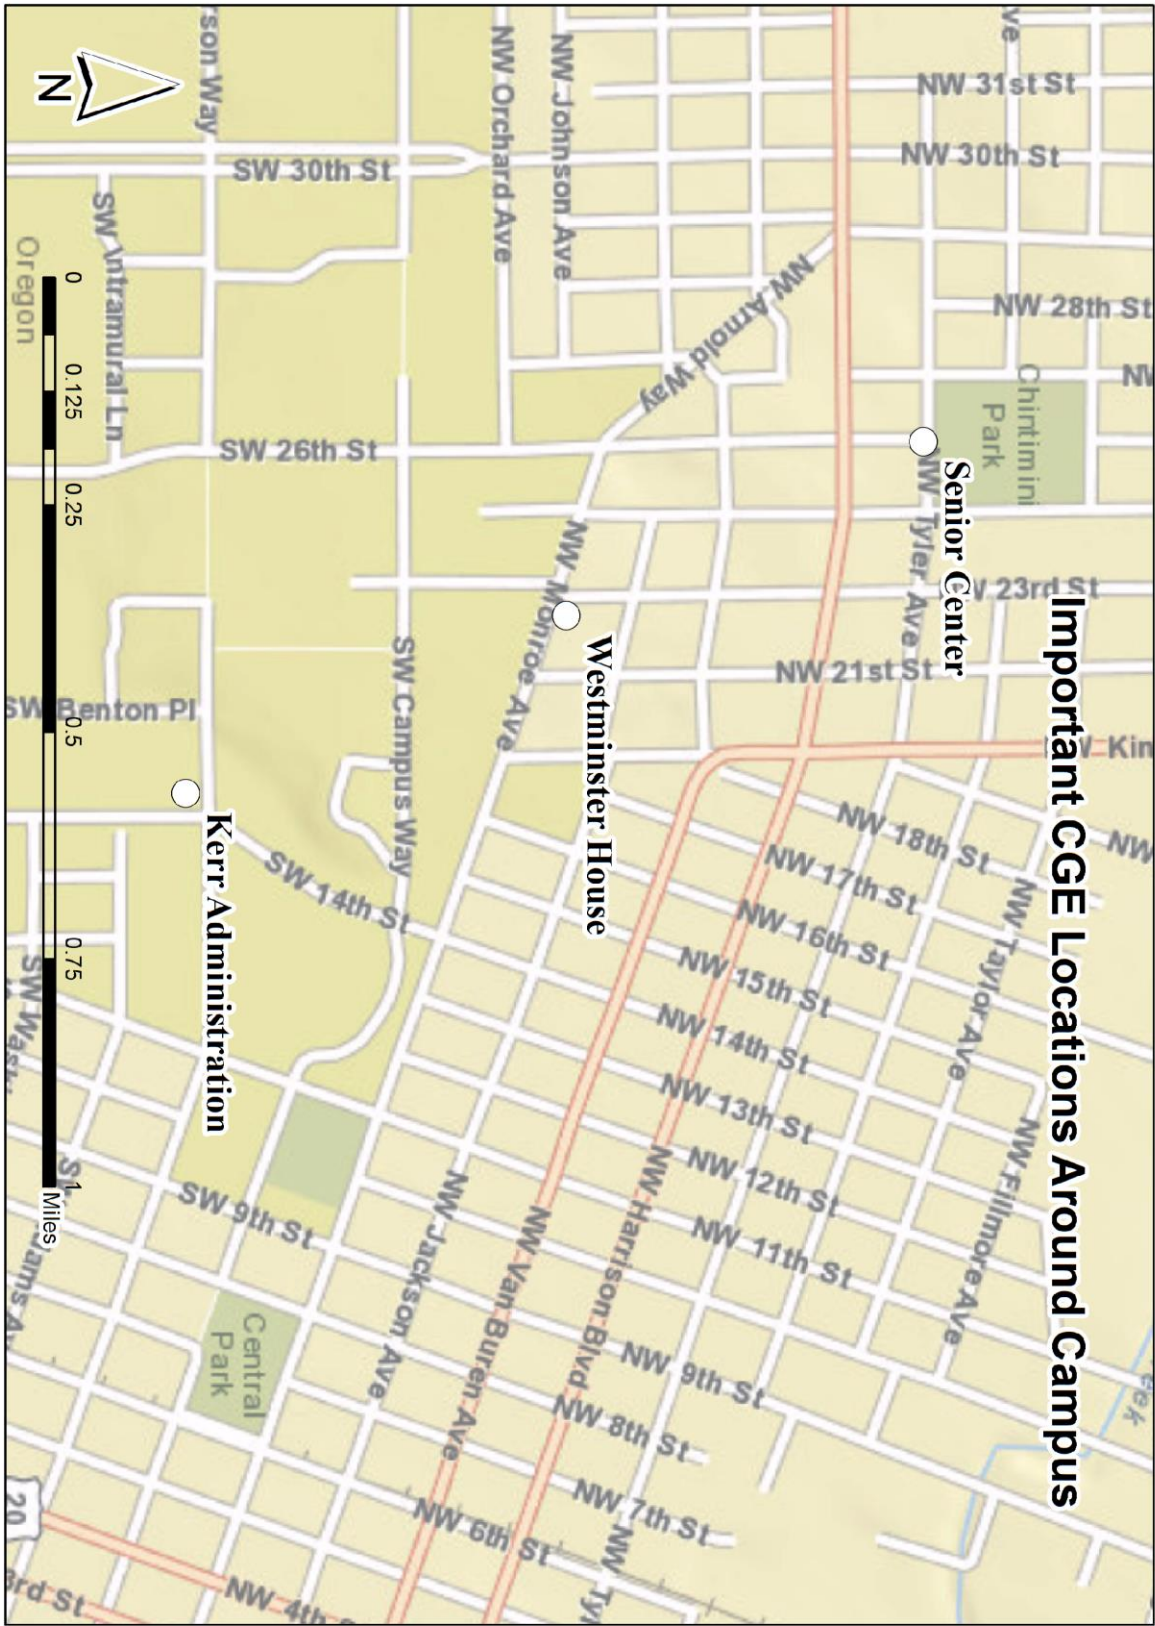 Important CGE Locations Around Campus
NW 31st St
NW 30th St
NW 28th St
Chintimini
Park
Senior Center
NW Tyler Ave
NW 21st St
NW 18th St
NW 17th St
NW 16th St
NW 15th St
NW 14th St
NW 13th St
NW 12th St
NW 11th St
NW 9th St
NW 8th St
NW 7th St
NW 6th St
NW 4th
NW Taylor Ave
NW Fillmore Ave
NW Harrison Blvd
NW Van Buren Ave
NW Jackson Ave
NW Johnson Ave
NW Orchard Ave
NW Arnold Way
NW Monroe Ave
Westminster House
SW 30th St
SW 26th St
SW Campus Way
SW 14th St
SW 9th St
Central
Park
Kerr Administration
SW Benton Pl
SW Intramural Ln
Oregon
3rd St
20
N
0 0.125 0.25 0.5 0.75 1
Miles